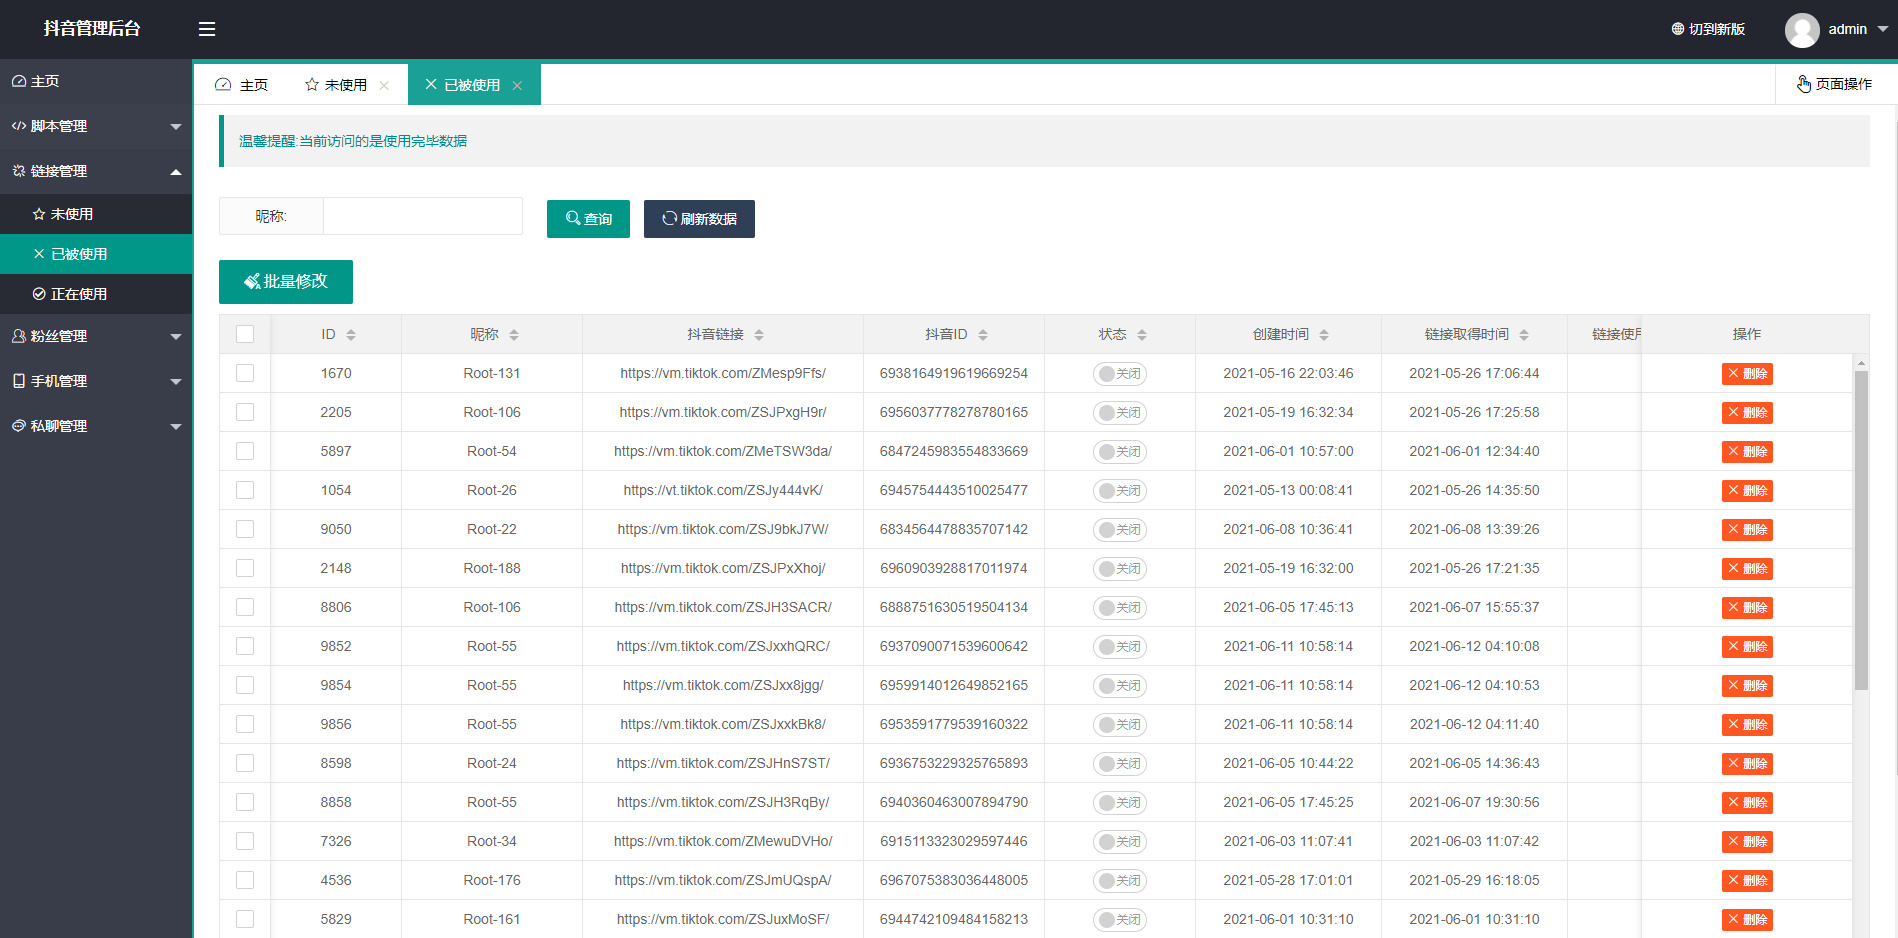 抖音管理后台
切到新版
admin
主页
脚本管理
链接管理
未使用
已被使用
正在使用
粉丝管理
手机管理
私聊管理
主页 未使用 已被使用 页面操作
温馨提醒:当前访问的是使用完毕数据
昵称: 查询 刷新数据
批量修改
ID 昵称 抖音链接 抖音ID 状态 创建时间 链接取得时间 链接使用 操作
1670 Root-131 https://vm.tiktok.com/ZMesp9Ffs/ 6938164919619669254 关闭 2021-05-16 22:03:46 2021-05-26 17:06:44 删除
2205 Root-106 https://vm.tiktok.com/ZSJPxgH9r/ 6956037778278780165 关闭 2021-05-19 16:32:34 2021-05-26 17:25:58 删除
5897 Root-54 https://vm.tiktok.com/ZMeTSW3da/ 6847245983554833669 关闭 2021-06-01 10:57:00 2021-06-01 12:34:40 删除
1054 Root-26 https://vt.tiktok.com/ZSJy444vK/ 6945754443510025477 关闭 2021-05-13 00:08:41 2021-05-26 14:35:50 删除
9050 Root-22 https://vm.tiktok.com/ZSJ9bkJ7W/ 6834564478835707142 关闭 2021-06-08 10:36:41 2021-06-08 13:39:26 删除
2148 Root-188 https://vm.tiktok.com/ZSJPxXhoj/ 6960903928817011974 关闭 2021-05-19 16:32:00 2021-05-26 17:21:35 删除
8806 Root-106 https://vm.tiktok.com/ZSJH3SACR/ 6888751630519504134 关闭 2021-06-05 17:45:13 2021-06-07 15:55:37 删除
9852 Root-55 https://vm.tiktok.com/ZSJxxhQRC/ 6937090071539600642 关闭 2021-06-11 10:58:14 2021-06-12 04:10:08 删除
9854 Root-55 https://vm.tiktok.com/ZSJxx8jgg/ 6959914012649852165 关闭 2021-06-11 10:58:14 2021-06-12 04:10:53 删除
9856 Root-55 https://vm.tiktok.com/ZSJxxkBk8/ 6953591779539160322 关闭 2021-06-11 10:58:14 2021-06-12 04:11:40 删除
8598 Root-24 https://vm.tiktok.com/ZSJHnS7ST/ 6936753229325765893 关闭 2021-06-05 10:44:22 2021-06-05 14:36:43 删除
8858 Root-55 https://vm.tiktok.com/ZSJH3RqBy/ 6940360463007894790 关闭 2021-06-05 17:45:25 2021-06-07 19:30:56 删除
7326 Root-34 https://vm.tiktok.com/ZMewuDVHo/ 6915113323029597446 关闭 2021-06-03 11:07:41 2021-06-03 11:07:42 删除
4536 Root-176 https://vm.tiktok.com/ZSJmUQspA/ 6967075383036448005 关闭 2021-05-28 17:01:01 2021-05-29 16:18:05 删除
5829 Root-161 https://vm.tiktok.com/ZSJuxMoSF/ 6944742109484158213 关闭 2021-06-01 10:31:10 2021-06-01 10:31:10 删除